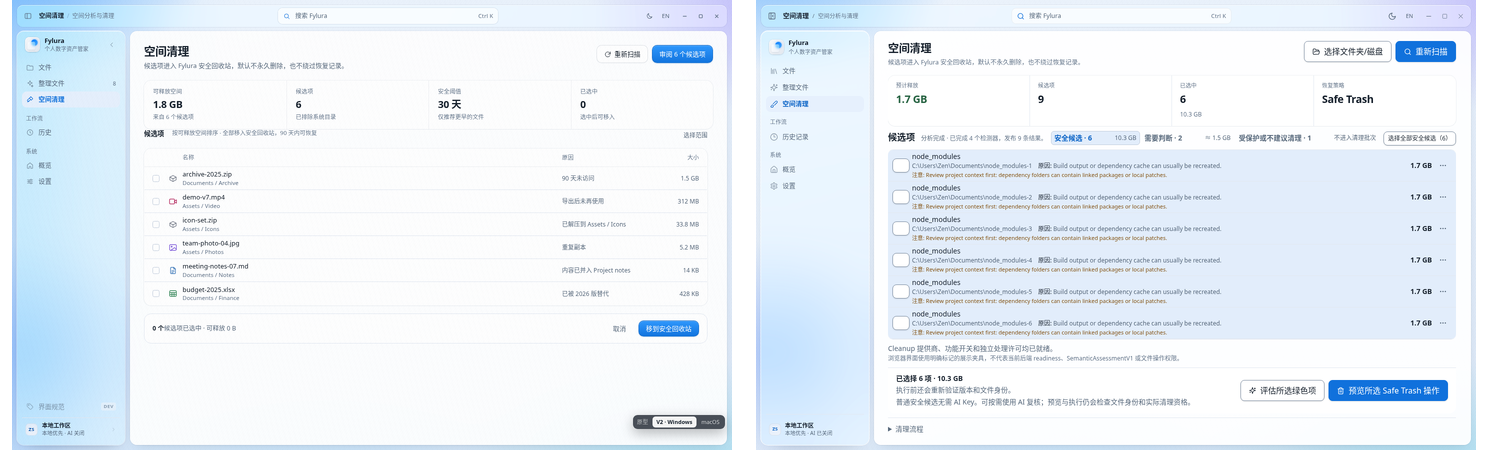 空间清理 / 空间分析与清理
搜索 Fylura
Ctrl K
EN
Fylura
个人数字资产管家
文件
整理文件 8
空间清理
工作流
历史
系统
概览
设置
界面规范 DEV
ZS 本地工作区
本地优先 · AI 关闭
空间清理
候选项进入 Fylura 安全回收站，默认不永久删除，也不绕过恢复记录。
重新扫描
审阅 6 个候选项
可释放空间
1.8 GB
来自 6 个候选项
候选项
6
已排除系统目录
安全阈值
30 天
仅推荐更早的文件
已选中
0
选中后可移入
候选项 按可释放空间排序 · 全部移入安全回收站，90 天内可恢复
选择范围
名称 原因 大小
archive-2025.zip
Documents / Archive
90 天未访问
1.5 GB
demo-v7.mp4
Assets / Video
导出后未再使用
312 MB
icon-set.zip
Assets / Icons
已解压到 Assets / Icons
33.8 MB
team-photo-04.jpg
Assets / Photos
重复副本
5.2 MB
meeting-notes-07.md
Documents / Notes
内容已并入 Project notes
14 KB
budget-2025.xlsx
Documents / Finance
已被 2026 版替代
428 KB
0 个候选项已选中 · 可释放 0 B
取消
移到安全回收站
原型 V2 · Windows macOS
空间清理 / 空间分析与清理
搜索 Fylura
Ctrl K
EN
Fylura
个人数字资产管家
文件
整理文件
空间清理
工作流
历史记录
系统
概览
设置
ZS 本地工作区
本地优先 · AI 已关闭
空间清理
候选项进入 Fylura 安全回收站，默认不永久删除，也不绕过恢复记录。
选择文件夹/磁盘
重新扫描
预计释放
1.7 GB
候选项
9
已选中
6
10.3 GB
恢复策略
Safe Trash
候选项 分析完成 · 已完成 4 个检测器，发布 9 条结果。
安全候选 · 6 10.3 GB
需要判断 · 2 ≈ 1.5 GB
受保护或不建议清理 · 1 不进入清理批次
选择全部安全候选（6）
node_modules
C:\Users\Zen\Documents\node_modules-1 原因: Build output or dependency cache can usually be recreated.
注意: Review project context first: dependency folders can contain linked packages or local patches.
1.7 GB
node_modules
C:\Users\Zen\Documents\node_modules-2 原因: Build output or dependency cache can usually be recreated.
注意: Review project context first: dependency folders can contain linked packages or local patches.
1.7 GB
node_modules
C:\Users\Zen\Documents\node_modules-3 原因: Build output or dependency cache can usually be recreated.
注意: Review project context first: dependency folders can contain linked packages or local patches.
1.7 GB
node_modules
C:\Users\Zen\Documents\node_modules-4 原因: Build output or dependency cache can usually be recreated.
注意: Review project context first: dependency folders can contain linked packages or local patches.
1.7 GB
node_modules
C:\Users\Zen\Documents\node_modules-5 原因: Build output or dependency cache can usually be recreated.
注意: Review project context first: dependency folders can contain linked packages or local patches.
1.7 GB
node_modules
C:\Users\Zen\Documents\node_modules-6 原因: Build output or dependency cache can usually be recreated.
注意: Review project context first: dependency folders can contain linked packages or local patches.
1.7 GB
Cleanup 提供商、功能开关和独立处理许可均已就绪。
浏览器界面使用明确标记的展示夹具，不代表当前后端 readiness、SemanticAssessmentV1 或文件操作权限。
已选择 6 项 · 10.3 GB
执行前还会重新验证版本和文件身份。
普通安全候选无需 AI Key。可按需使用 AI 复核；预览与执行仍会检查文件身份和实际清理资格。
评估所选绿色项
预览所选 Safe Trash 操作
清理流程